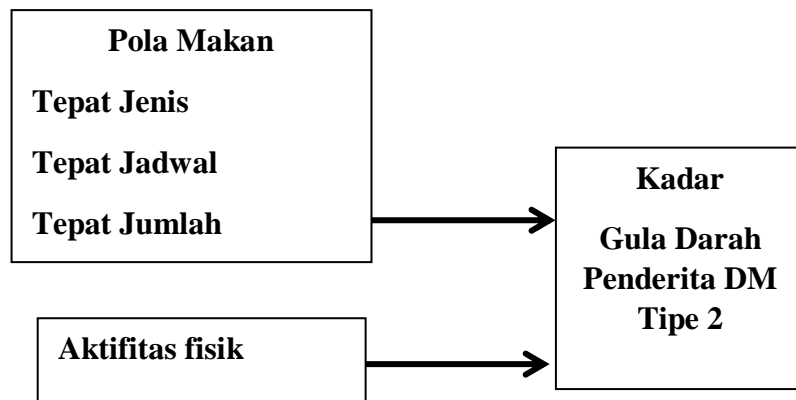 Pola Makan
Tepat Jenis
Tepat Jadwal
Tepat Jumlah
Kadar
Gula Darah
Penderita DM
Tipe 2
Aktifitas fisik